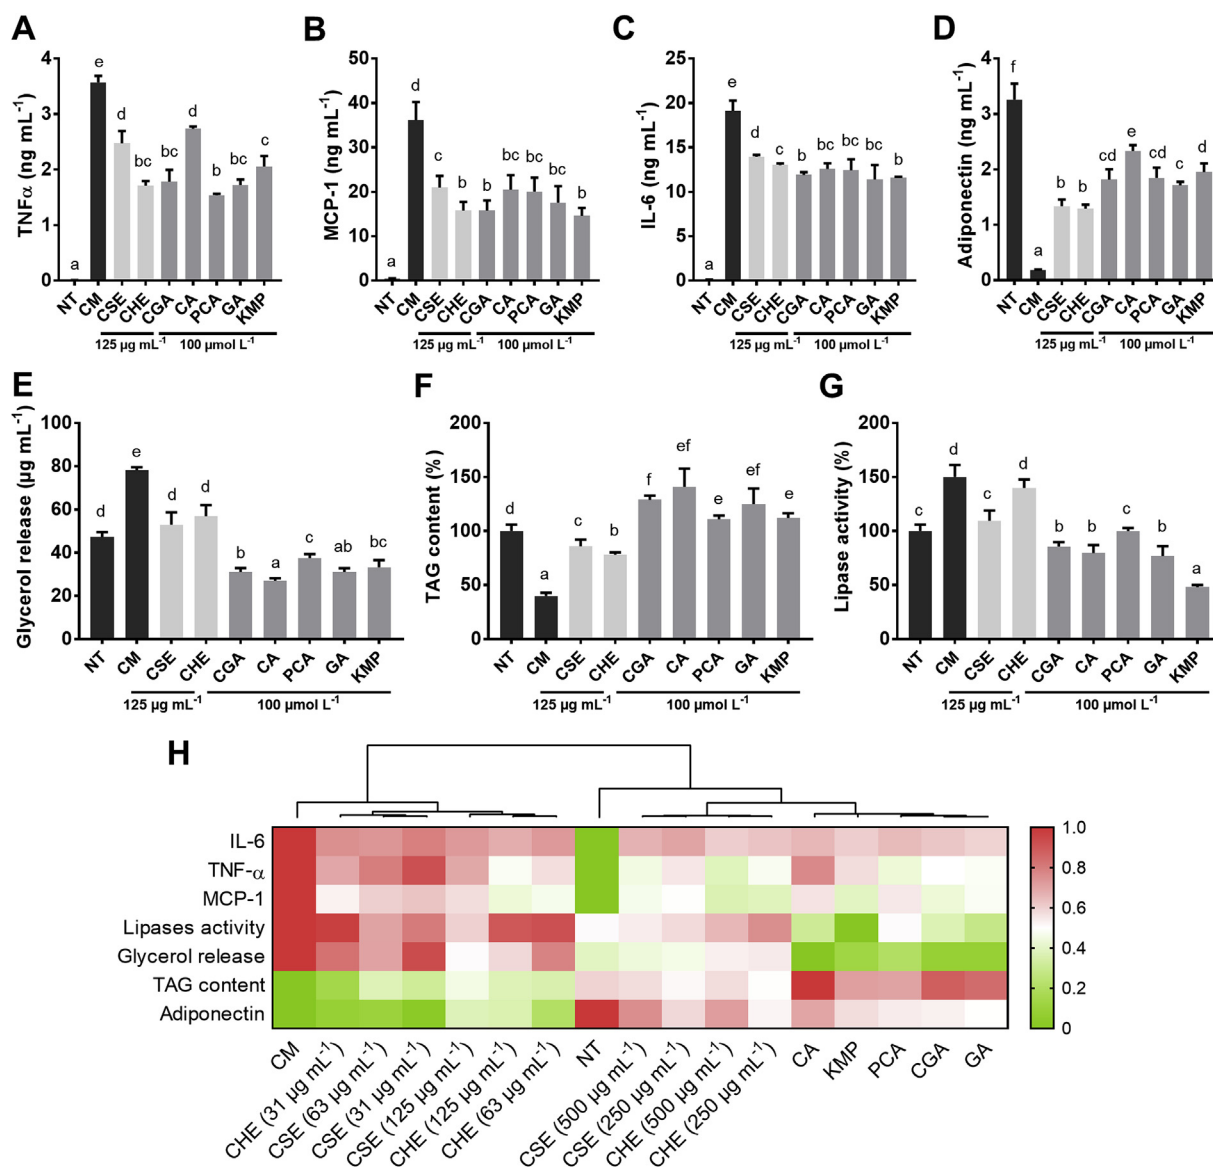 A
TNFα (ng mL⁻¹)
4
3
2
1
0
a
e
d
bc
bc
d
bc
bc
c
NT
CM
CSE
CHE
CGA
CA
PCA
GA
KMP
125 µg mL⁻¹
100 µmol L⁻¹
B
MCP-1 (ng mL⁻¹)
50
40
30
20
10
0
a
d
c
b
b
bc
bc
bc
b
NT
CM
CSE
CHE
CGA
CA
PCA
GA
KMP
125 µg mL⁻¹
100 µmol L⁻¹
C
IL-6 (ng mL⁻¹)
25
20
15
10
5
0
a
e
d
c
b
bc
bc
b
b
NT
CM
CSE
CHE
CGA
CA
PCA
GA
KMP
125 µg mL⁻¹
100 µmol L⁻¹
D
Adiponectin (ng mL⁻¹)
4
3
2
1
0
f
a
b
b
cd
e
cd
c
d
NT
CM
CSE
CHE
CGA
CA
PCA
GA
KMP
125 µg mL⁻¹
100 µmol L⁻¹
E
Glycerol release (µg mL⁻¹)
100
80
60
40
20
0
d
e
d
d
b
a
c
ab
bc
NT
CM
CSE
CHE
CGA
CA
PCA
GA
KMP
125 µg mL⁻¹
100 µmol L⁻¹
F
TAG content (%)
200
150
100
50
0
d
a
c
b
f
ef
e
ef
e
NT
CM
CSE
CHE
CGA
CA
PCA
GA
KMP
125 µg mL⁻¹
100 µmol L⁻¹
G
Lipase activity (%)
200
150
100
50
0
c
d
c
d
b
b
c
b
a
NT
CM
CSE
CHE
CGA
CA
PCA
GA
KMP
125 µg mL⁻¹
100 µmol L⁻¹
H
IL-6
TNF-α
MCP-1
Lipases activity
Glycerol release
TAG content
Adiponectin
1.0
0.8
0.6
0.4
0.2
0
CM
CHE (31 µg mL⁻¹)
CSE (63 µg mL⁻¹)
CSE (31 µg mL⁻¹)
CSE (125 µg mL⁻¹)
CHE (125 µg mL⁻¹)
CHE (63 µg mL⁻¹)
NT
CSE (500 µg mL⁻¹)
CSE (250 µg mL⁻¹)
CHE (500 µg mL⁻¹)
CHE (250 µg mL⁻¹)
CA
KMP
PCA
CGA
GA